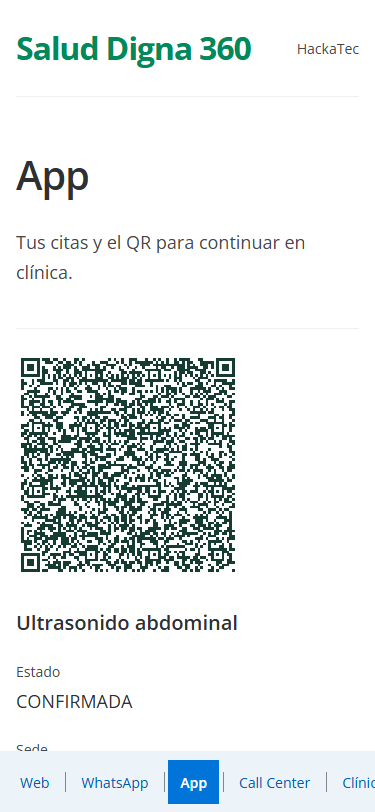 Salud Digna 360
HackaTec
App
Tus citas y el QR para continuar en
clínica.
Ultrasonido abdominal
Estado
CONFIRMADA
Sede
Web
WhatsApp
App
Call Center